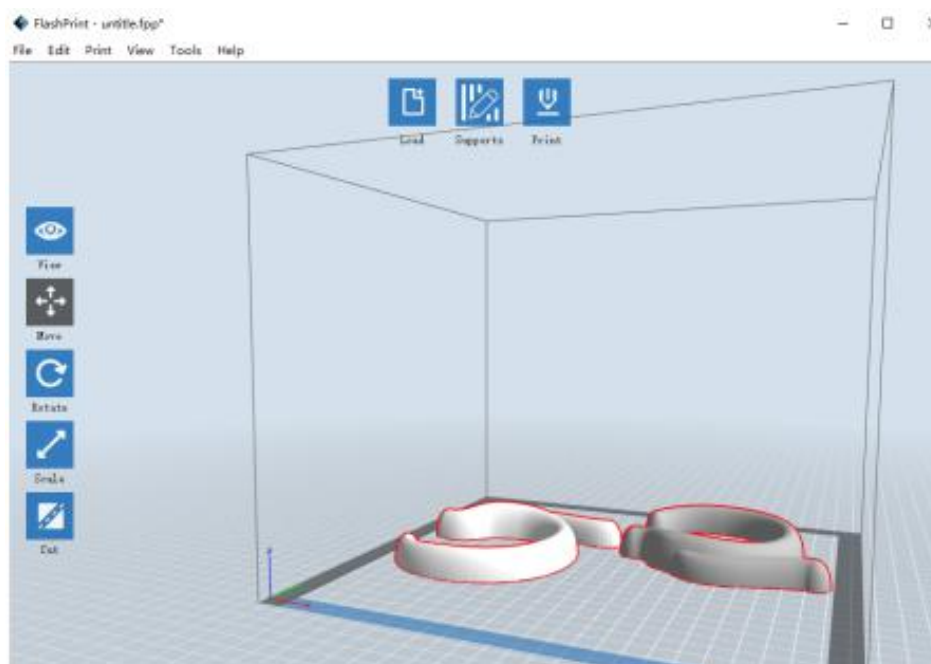 FlashPrint - untitle.fpp*
File Edit Print View Tools Help
Load Supports Print
View
Move
Rotate
Scale
Cut